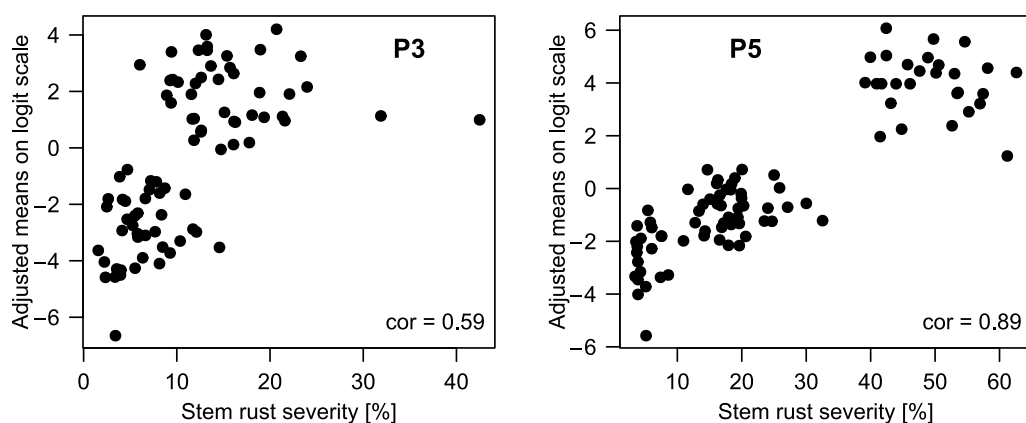 Adjusted means on logit scale
4
2
0
−2
−4
−6
P3
cor = 0.59
0 10 20 30 40
Stem rust severity [%]
Adjusted means on logit scale
6
4
2
0
−2
−4
−6
P5
cor = 0.89
10 20 30 40 50 60
Stem rust severity [%]